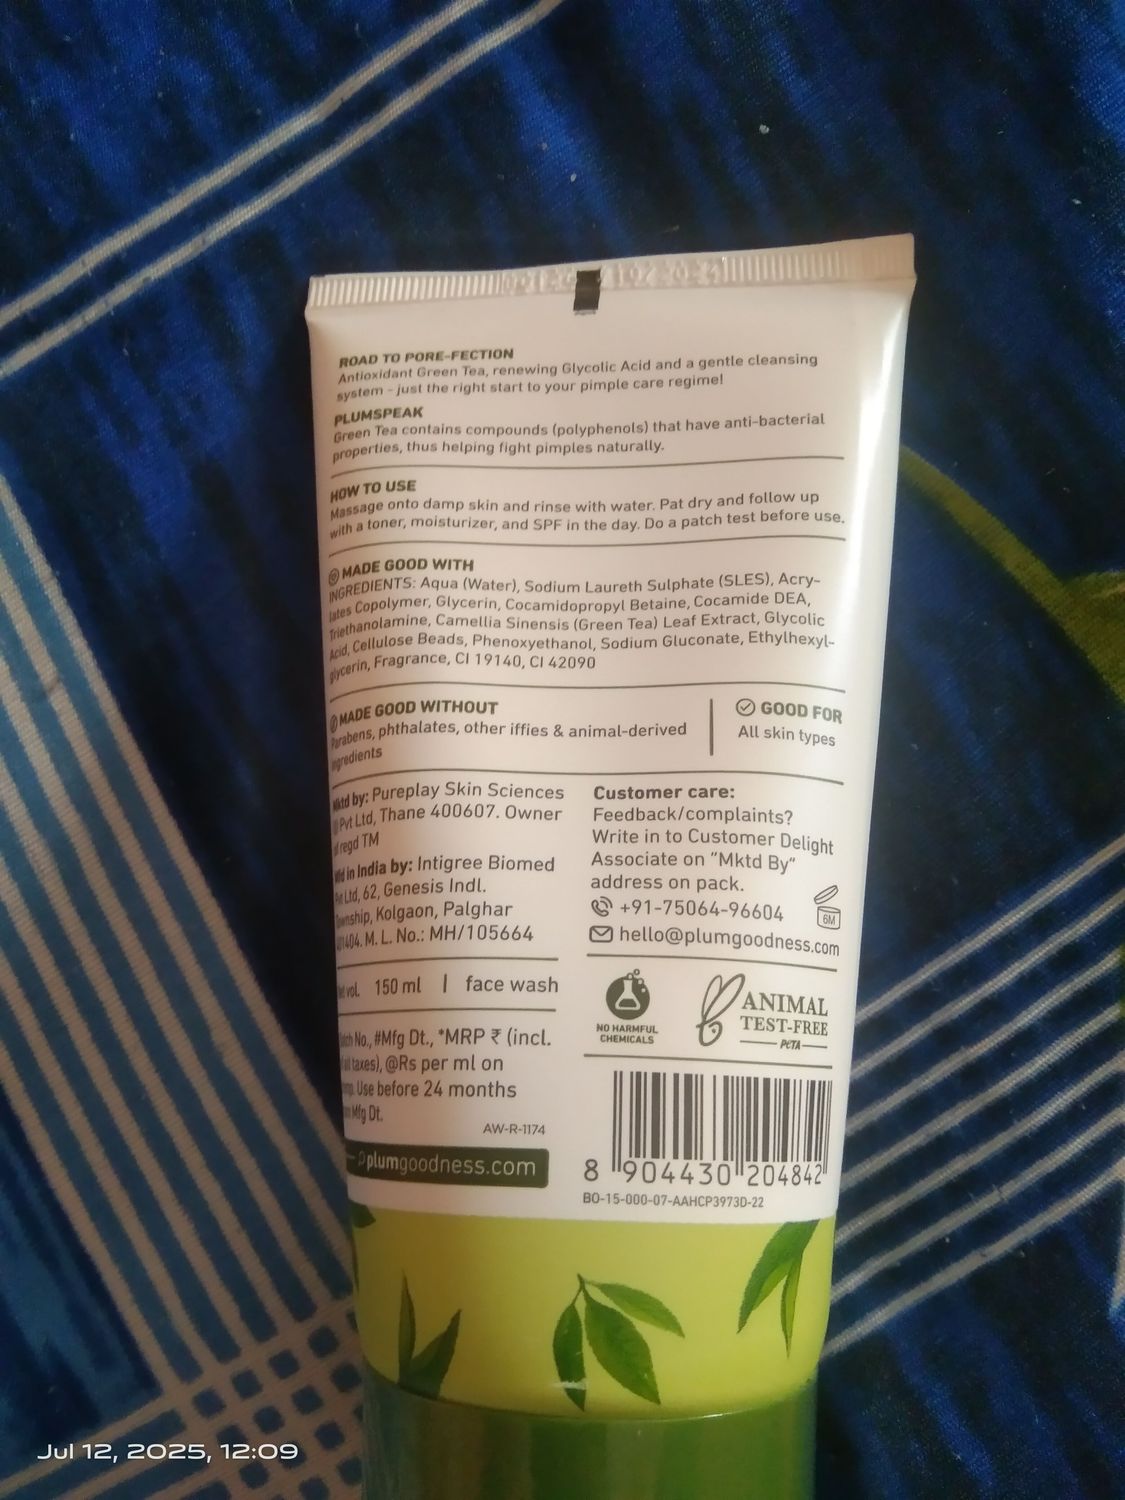 ROAD TO PORE-FECTION
Antioxidant Green Tea, renewing Glycolic Acid and a gentle cleansing
system - just the right start to your pimple care regime!
PLUMSPEAK
Green Tea contains compounds (polyphenols) that have anti-bacterial
properties, thus helping fight pimples naturally.
HOW TO USE
Massage onto damp skin and rinse with water. Pat dry and follow up
with a toner, moisturizer, and SPF in the day. Do a patch test before use.
MADE GOOD WITH
INGREDIENTS: Aqua (Water), Sodium Laureth Sulphate (SLES), Acry-
lates Copolymer, Glycerin, Cocamidopropyl Betaine, Cocamide DEA,
Triethanolamine, Camellia Sinensis (Green Tea) Leaf Extract, Glycolic
Acid, Cellulose Beads, Phenoxyethanol, Sodium Gluconate, Ethylhexyl-
glycerin, Fragrance, CI 19140, CI 42090
MADE GOOD WITHOUT
Parabens, phthalates, other iffies & animal-derived
ingredients
GOOD FOR
All skin types
Mktd by: Pureplay Skin Sciences
Pvt Ltd, Thane 400607. Owner
of regd TM
Mfd in India by: Intigree Biomed
Pvt Ltd, 62, Genesis Indl.
Township, Kolgaon, Palghar
401404. M. L. No.: MH/105664
Net vol. 150 ml | face wash
Batch No., #Mfg Dt., *MRP ₹ (incl.
of all taxes), @Rs per ml on
Use before 24 months
from Mfg Dt.
AW-R-1174
plumgoodness.com
Customer care:
Feedback/complaints?
Write in to Customer Delight
Associate on "Mktd By"
address on pack.
+91-75064-96604
6M
hello@plumgoodness.com
NO HARMFUL
CHEMICALS
ANIMAL
TEST-FREE
PETA
8 904430 204842
BO-15-000-07-AAHCP3973D-22
Jul 12, 2025, 12:09